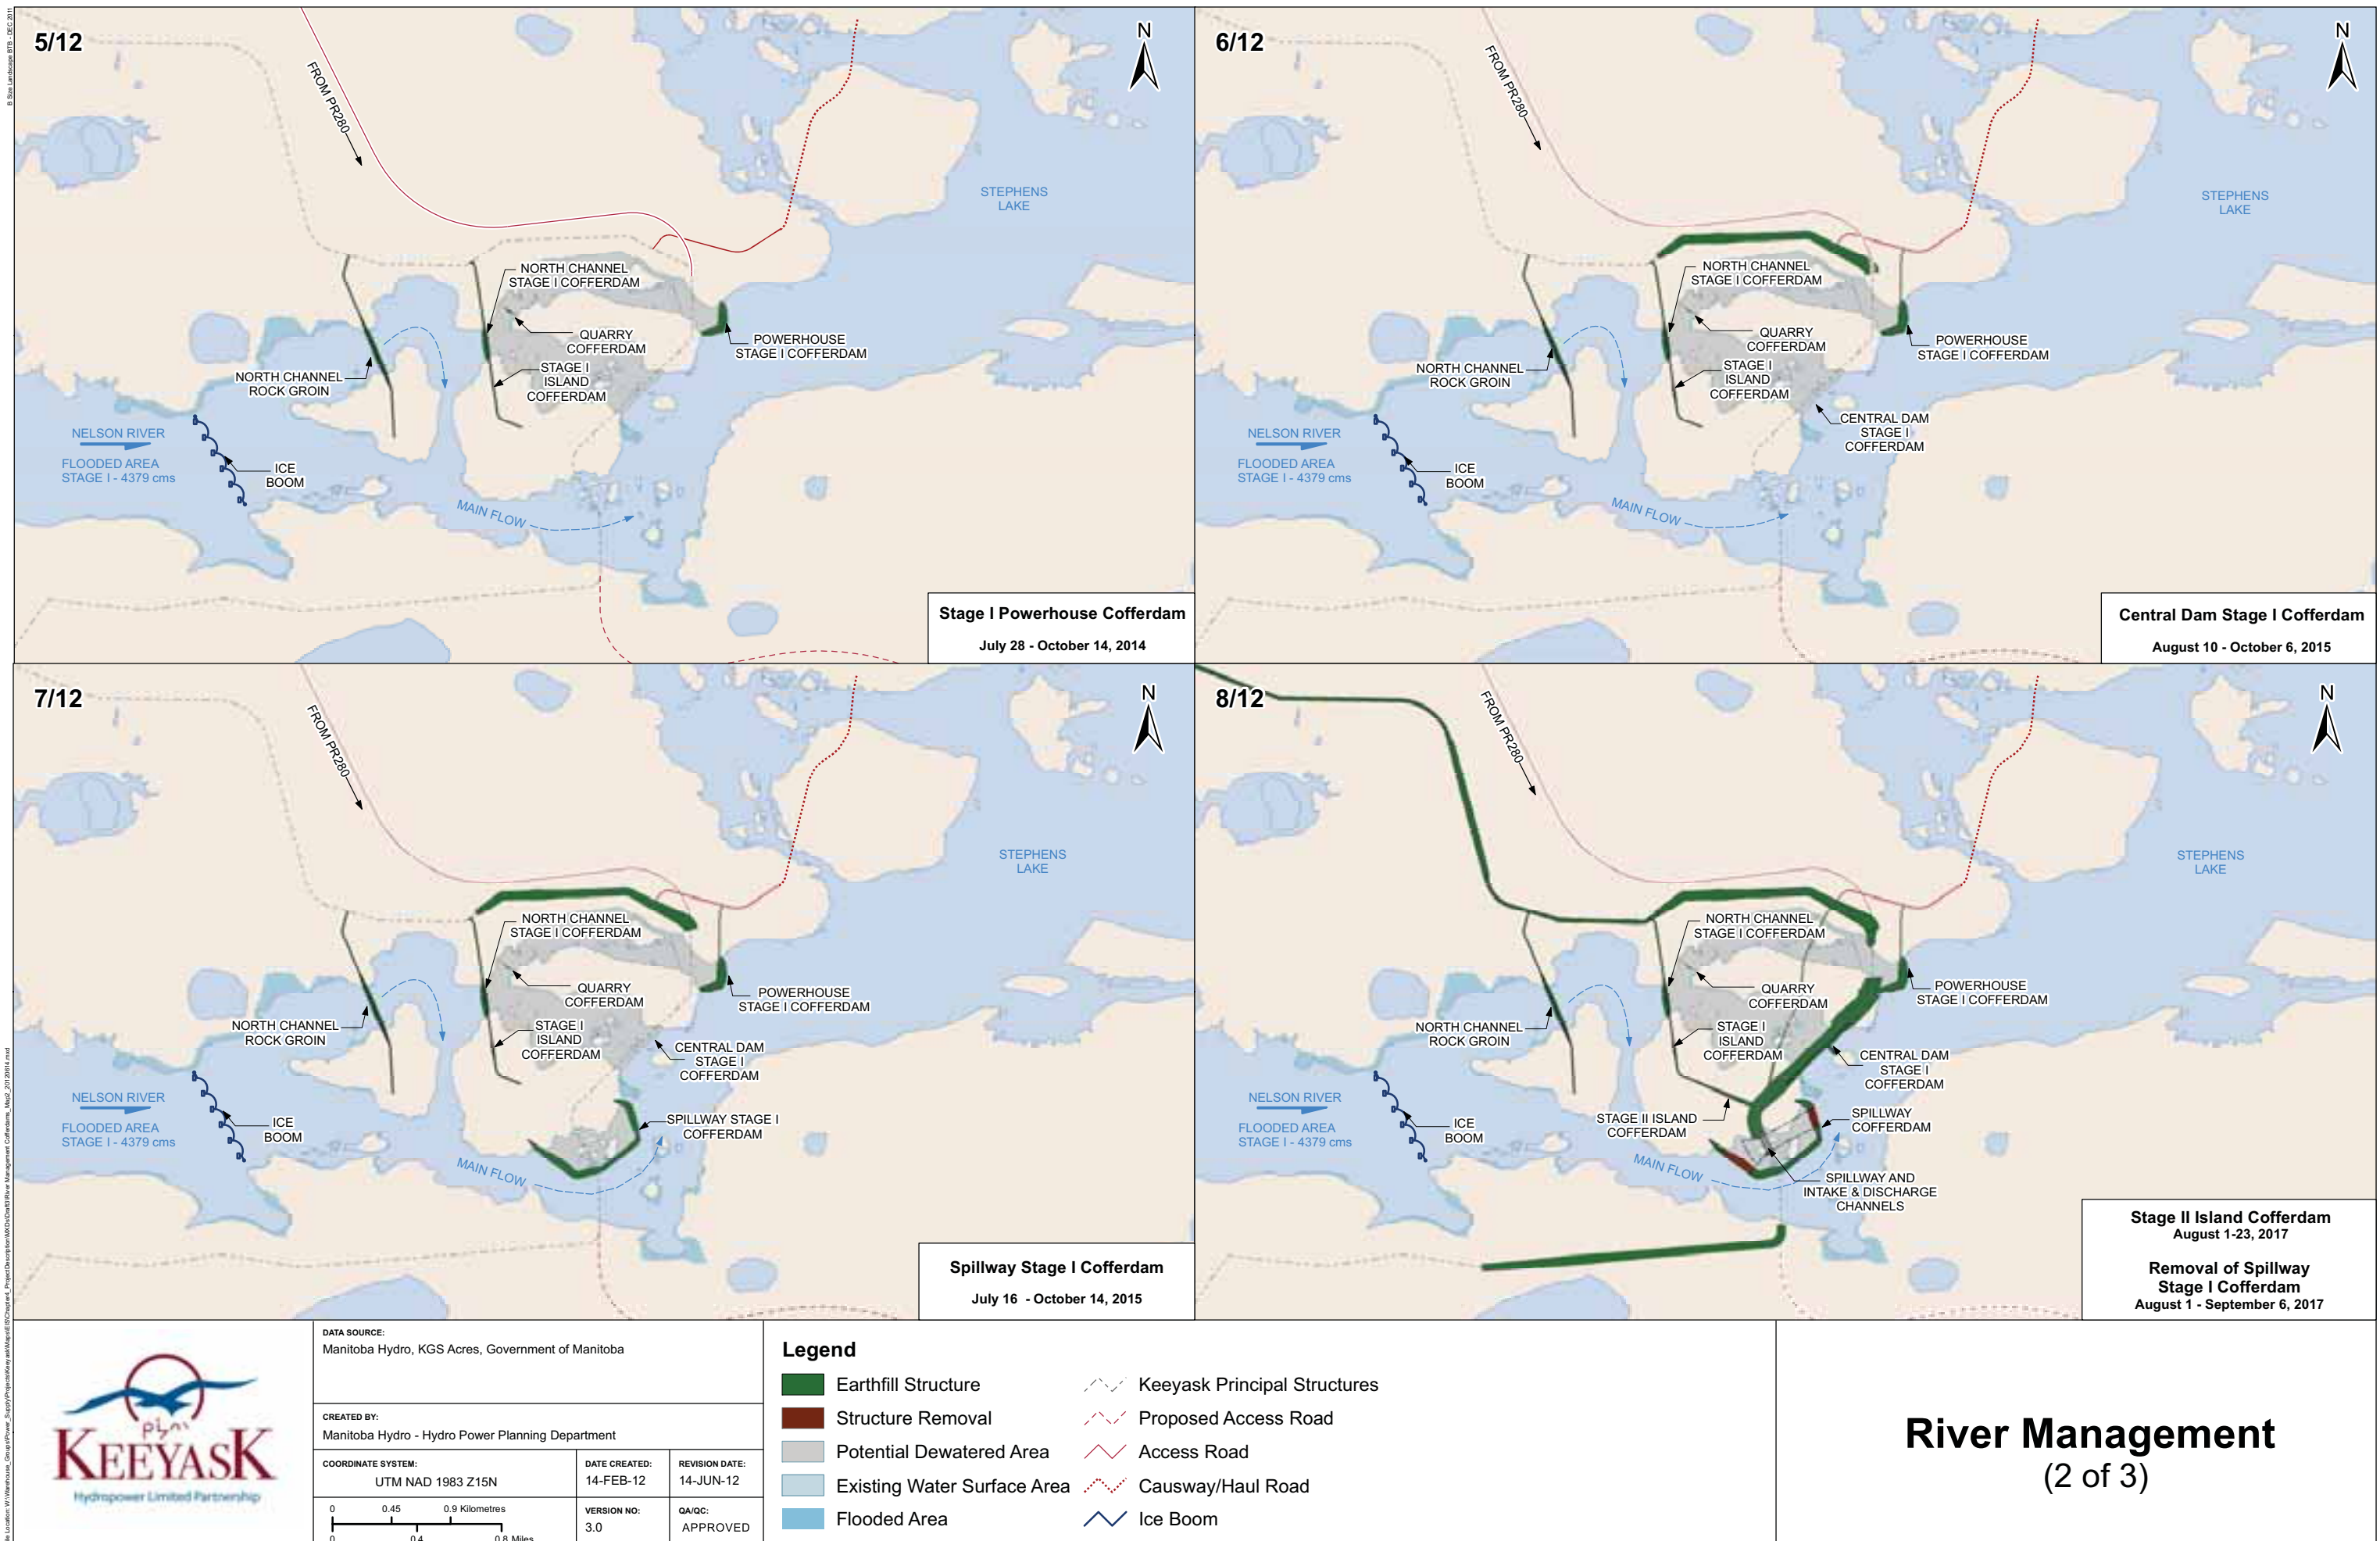 B Size Landscape BTB - DEC 2011
5/12
FROM PR280
N
STEPHENS
LAKE
NORTH CHANNEL
STAGE I COFFERDAM
QUARRY
COFFERDAM
POWERHOUSE
STAGE I COFFERDAM
STAGE I
ISLAND
COFFERDAM
NORTH CHANNEL
ROCK GROIN
NELSON RIVER
FLOODED AREA
STAGE I - 4379 cms
ICE
BOOM
MAIN FLOW
Stage I Powerhouse Cofferdam
July 28 - October 14, 2014
6/12
FROM PR280
N
STEPHENS
LAKE
NORTH CHANNEL
STAGE I COFFERDAM
QUARRY
COFFERDAM
POWERHOUSE
STAGE I COFFERDAM
STAGE I
ISLAND
COFFERDAM
NORTH CHANNEL
ROCK GROIN
CENTRAL DAM
STAGE I
COFFERDAM
NELSON RIVER
FLOODED AREA
STAGE I - 4379 cms
ICE
BOOM
MAIN FLOW
Central Dam Stage I Cofferdam
August 10 - October 6, 2015
7/12
FROM PR280
N
STEPHENS
LAKE
NORTH CHANNEL
STAGE I COFFERDAM
QUARRY
COFFERDAM
POWERHOUSE
STAGE I COFFERDAM
NORTH CHANNEL
ROCK GROIN
STAGE I
ISLAND
COFFERDAM
CENTRAL DAM
STAGE I
COFFERDAM
NELSON RIVER
FLOODED AREA
STAGE I - 4379 cms
ICE
BOOM
SPILLWAY STAGE I
COFFERDAM
MAIN FLOW
Spillway Stage I Cofferdam
July 16 - October 14, 2015
8/12
FROM PR280
N
STEPHENS
LAKE
NORTH CHANNEL
STAGE I COFFERDAM
QUARRY
COFFERDAM
POWERHOUSE
STAGE I COFFERDAM
NORTH CHANNEL
ROCK GROIN
STAGE I
ISLAND
COFFERDAM
CENTRAL DAM
STAGE I
COFFERDAM
NELSON RIVER
FLOODED AREA
STAGE I - 4379 cms
ICE
BOOM
STAGE II ISLAND
COFFERDAM
SPILLWAY
COFFERDAM
MAIN FLOW
SPILLWAY AND
INTAKE & DISCHARGE
CHANNELS
Stage II Island Cofferdam
August 1-23, 2017
Removal of Spillway
Stage I Cofferdam
August 1 - September 6, 2017
KEEYASK
Hydropower Limited Partnership
DATA SOURCE:
Manitoba Hydro, KGS Acres, Government of Manitoba
CREATED BY:
Manitoba Hydro - Hydro Power Planning Department
COORDINATE SYSTEM:
UTM NAD 1983 Z15N
DATE CREATED:
14-FEB-12
REVISION DATE:
14-JUN-12
0 0.45 0.9 Kilometres
0 0.4 0.8 Miles
VERSION NO:
3.0
QA/QC:
APPROVED
Legend
Earthfill Structure
Structure Removal
Potential Dewatered Area
Existing Water Surface Area
Flooded Area
Keeyask Principal Structures
Proposed Access Road
Access Road
Causway/Haul Road
Ice Boom
River Management
(2 of 3)